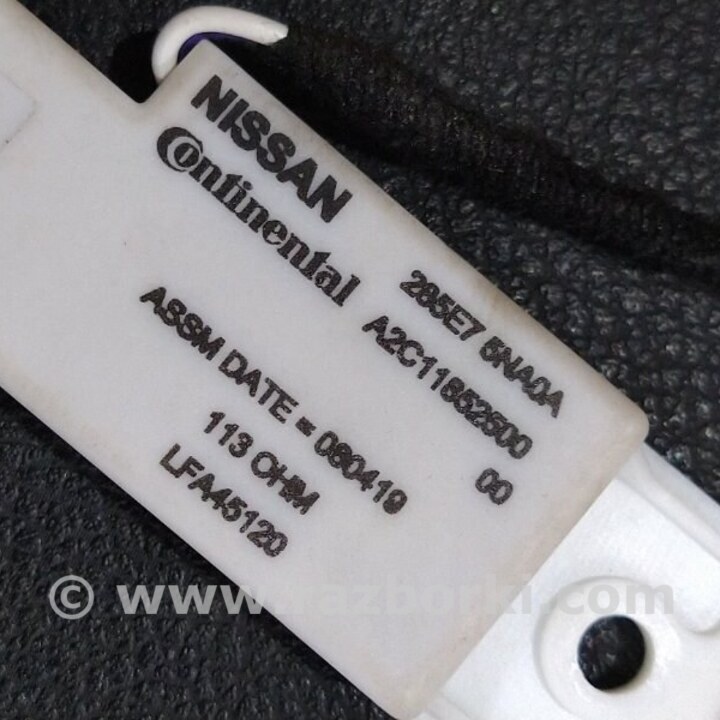 NISSAN
Continental
285E7 5NA0A
A2C11852500
00
ASSM DATE = 080419
113 OHM
LFA45120
© www.razborki.com